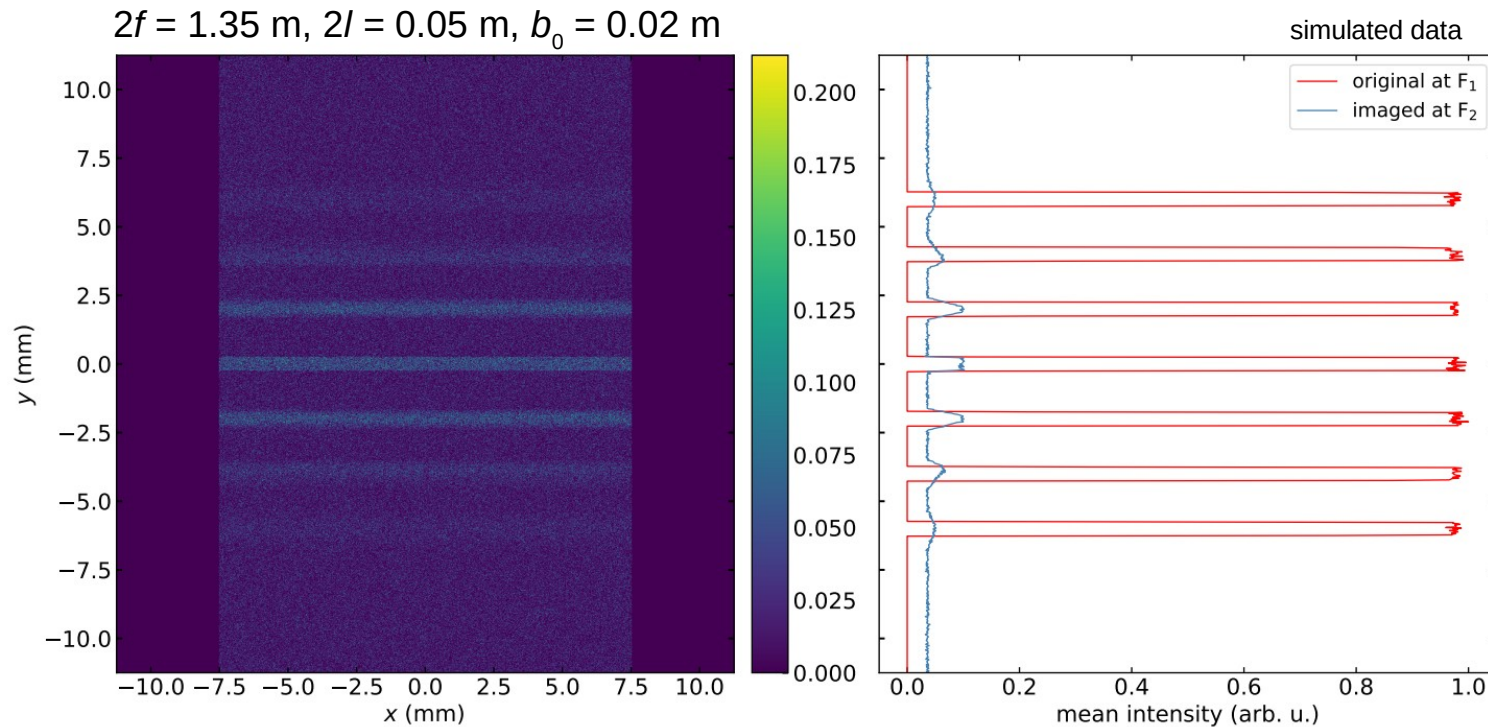 2f = 1.35 m, 2l = 0.05 m, b₀ = 0.02 m
simulated data
10.0
7.5
5.0
2.5
0.0
−2.5
−5.0
−7.5
−10.0
y (mm)
−10.0 −7.5 −5.0 −2.5 0.0 2.5 5.0 7.5 10.0
x (mm)
0.200
0.175
0.150
0.125
0.100
0.075
0.050
0.025
0.000
original at F₁
imaged at F₂
0.0 0.2 0.4 0.6 0.8 1.0
mean intensity (arb. u.)